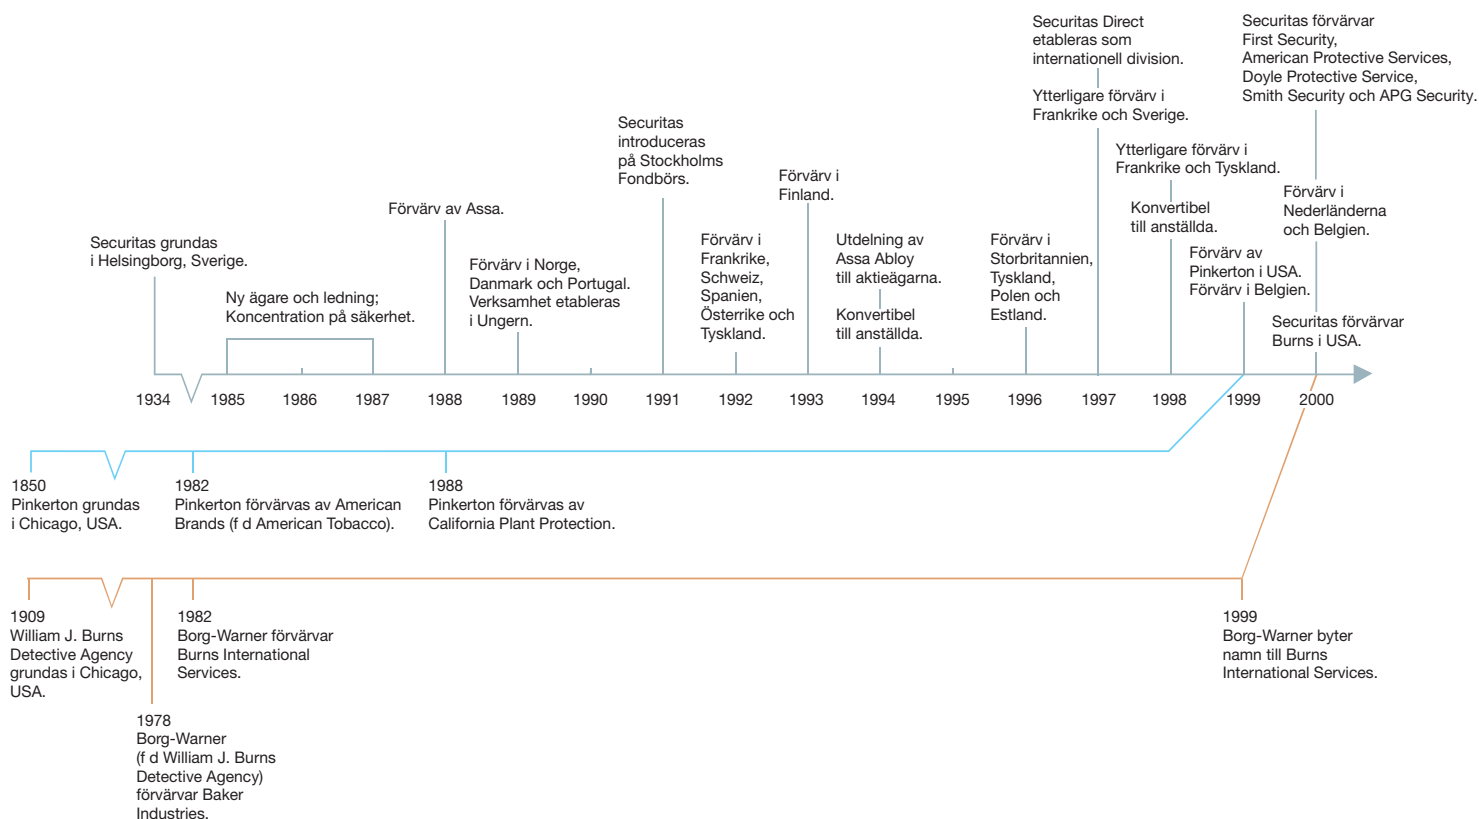 Securitas grundas
i Helsingborg, Sverige.
Ny ägare och ledning;
Koncentration på säkerhet.
Förvärv av Assa.
Förvärv i Norge,
Danmark och Portugal.
Verksamhet etableras
i Ungern.
Securitas
introduceras
på Stockholms
Fondbörs.
Förvärv i
Frankrike,
Schweiz,
Spanien,
Österrike och
Tyskland.
Förvärv i
Finland.
Utdelning av
Assa Abloy
till aktieägarna.
Konvertibel
till anställda.
Förvärv i
Storbritannien,
Tyskland,
Polen och
Estland.
Securitas Direct
etableras som
internationell division.
Ytterligare förvärv i
Frankrike och Sverige.
Ytterligare förvärv i
Frankrike och Tyskland.
Konvertibel
till anställda.
Förvärv av
Pinkerton i USA.
Förvärv i Belgien.
Securitas förvärvar
First Security,
American Protective Services,
Doyle Protective Service,
Smith Security och APG Security.
Förvärv i
Nederländerna
och Belgien.
Securitas förvärvar
Burns i USA.
1934 1985 1986 1987 1988 1989 1990 1991 1992 1993 1994 1995 1996 1997 1998 1999 2000
1850
Pinkerton grundas
i Chicago, USA.
1982
Pinkerton förvärvas av American
Brands (f d American Tobacco).
1988
Pinkerton förvärvas av
California Plant Protection.
1909
William J. Burns
Detective Agency
grundas i Chicago,
USA.
1978
Borg-Warner
(f d William J. Burns
Detective Agency)
förvärvar Baker
Industries.
1982
Borg-Warner förvärvar
Burns International
Services.
1999
Borg-Warner byter
namn till Burns
International Services.